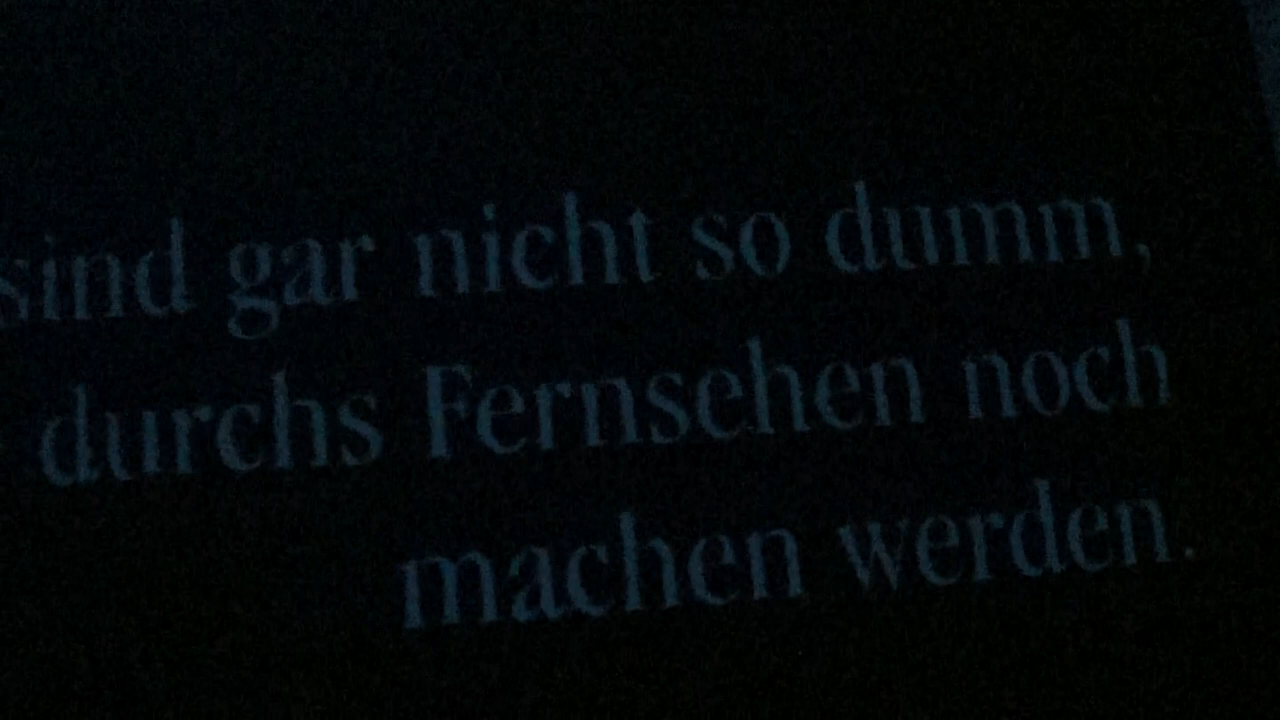 sind gar nicht so dumm,
durchs Fernsehen noch
machen werden.